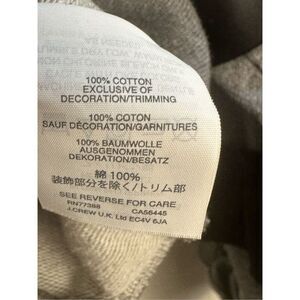 100% COTTON
EXCLUSIVE OF
DECORATION/TRIMMING
100% COTON
SAUF DÉCORATION/GARNITURES
100% BAUMWOLLE
AUSGENOMMEN
DEKORATION/BESATZ
綿 100%
装飾部分を除く/トリム部
SEE REVERSE FOR CARE
RN77388 CA56445
J.CREW U.K. Ltd EC4V 6JA